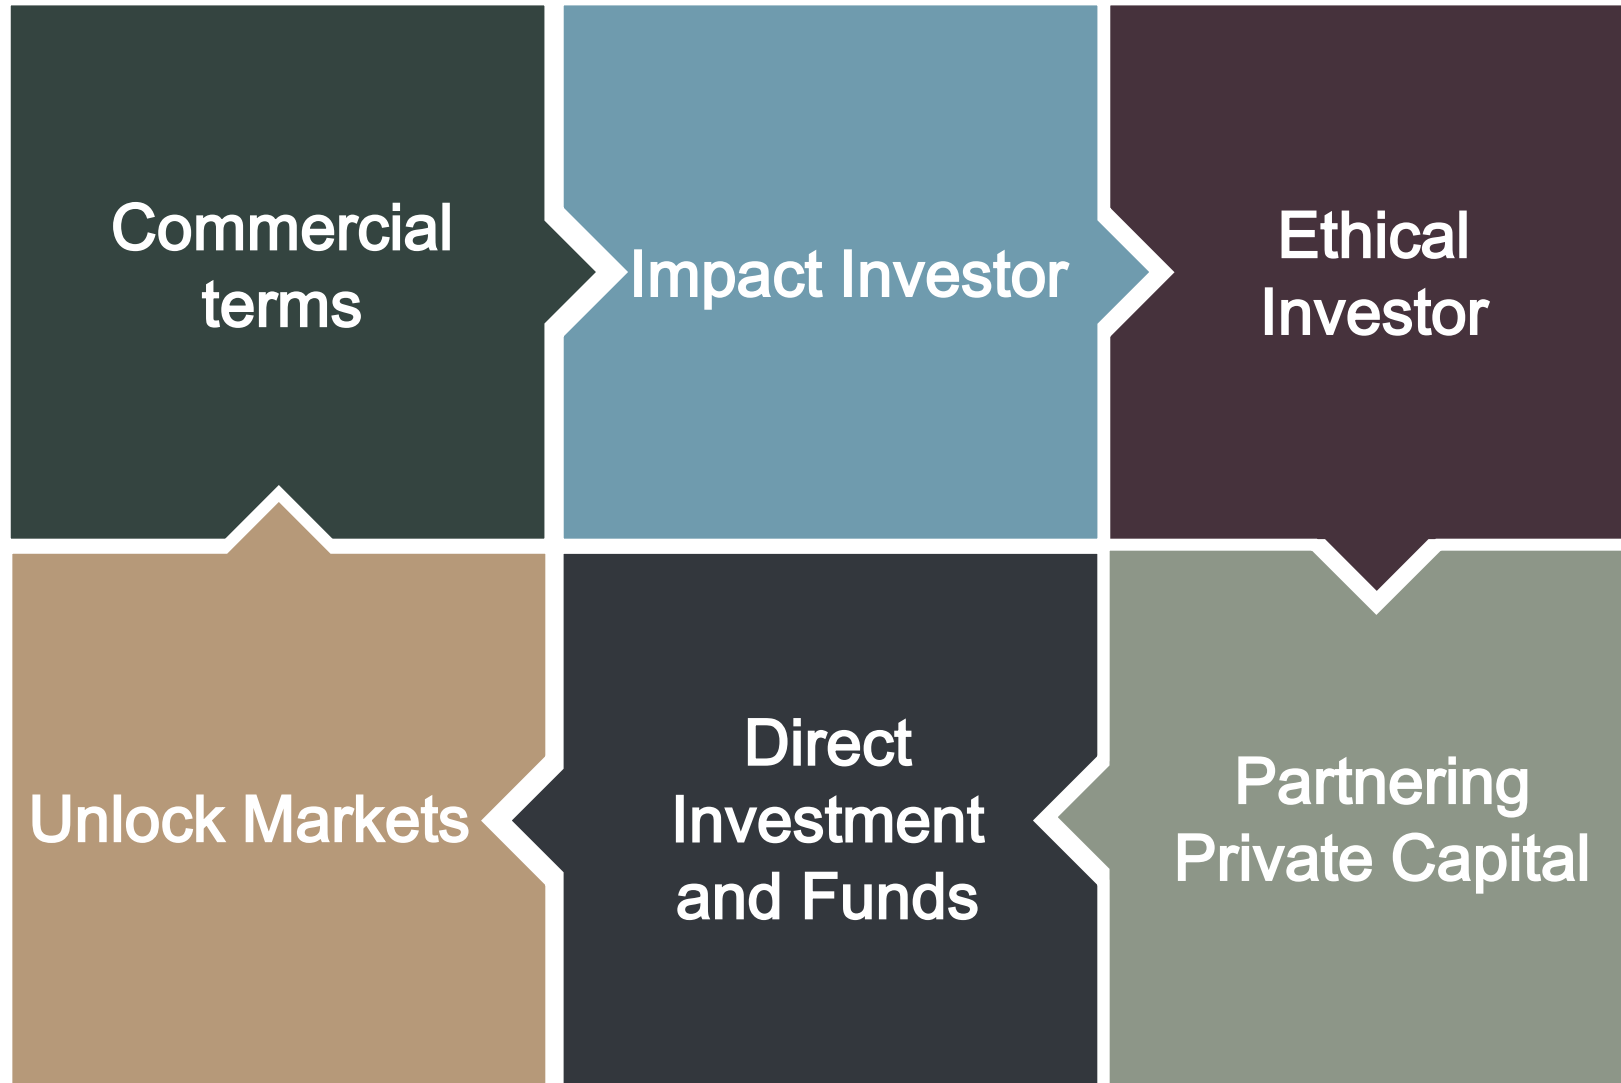 Commercial
terms
Impact Investor
Ethical
Investor
Unlock Markets
Direct
Investment
and Funds
Partnering
Private Capital